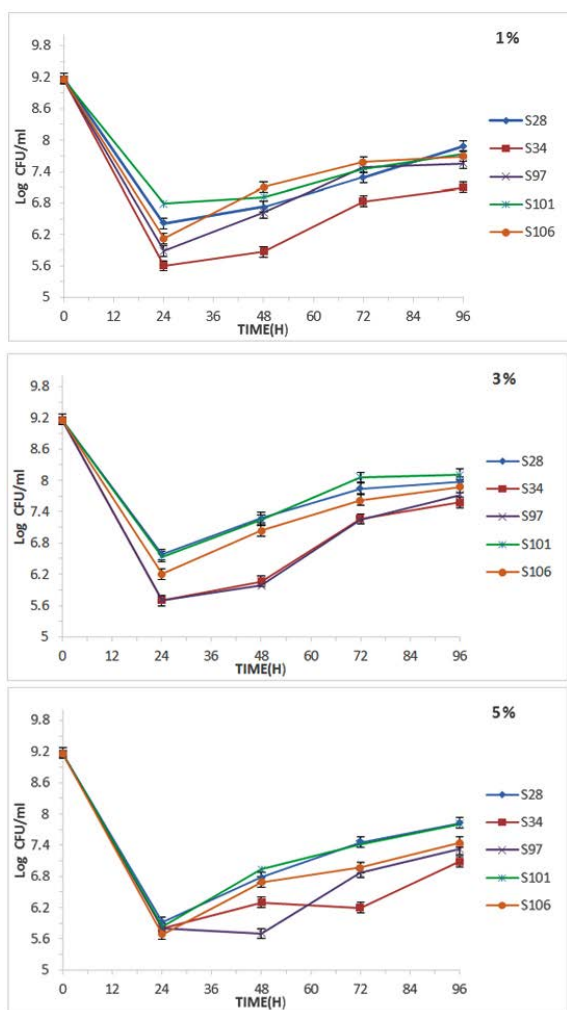 1%
9.8
9.2
8.6
8
7.4
6.8
6.2
5.6
5
Log CFU/ml
0 12 24 36 48 60 72 84 96
TIME(H)
S28
S34
S97
S101
S106
3%
9.8
9.2
8.6
8
7.4
6.8
6.2
5.6
5
Log CFU/ml
0 12 24 36 48 60 72 84 96
TIME(H)
S28
S34
S97
S101
S106
5%
9.8
9.2
8.6
8
7.4
6.8
6.2
5.6
5
Log CFU/ml
0 12 24 36 48 60 72 84 96
TIME(H)
S28
S34
S97
S101
S106